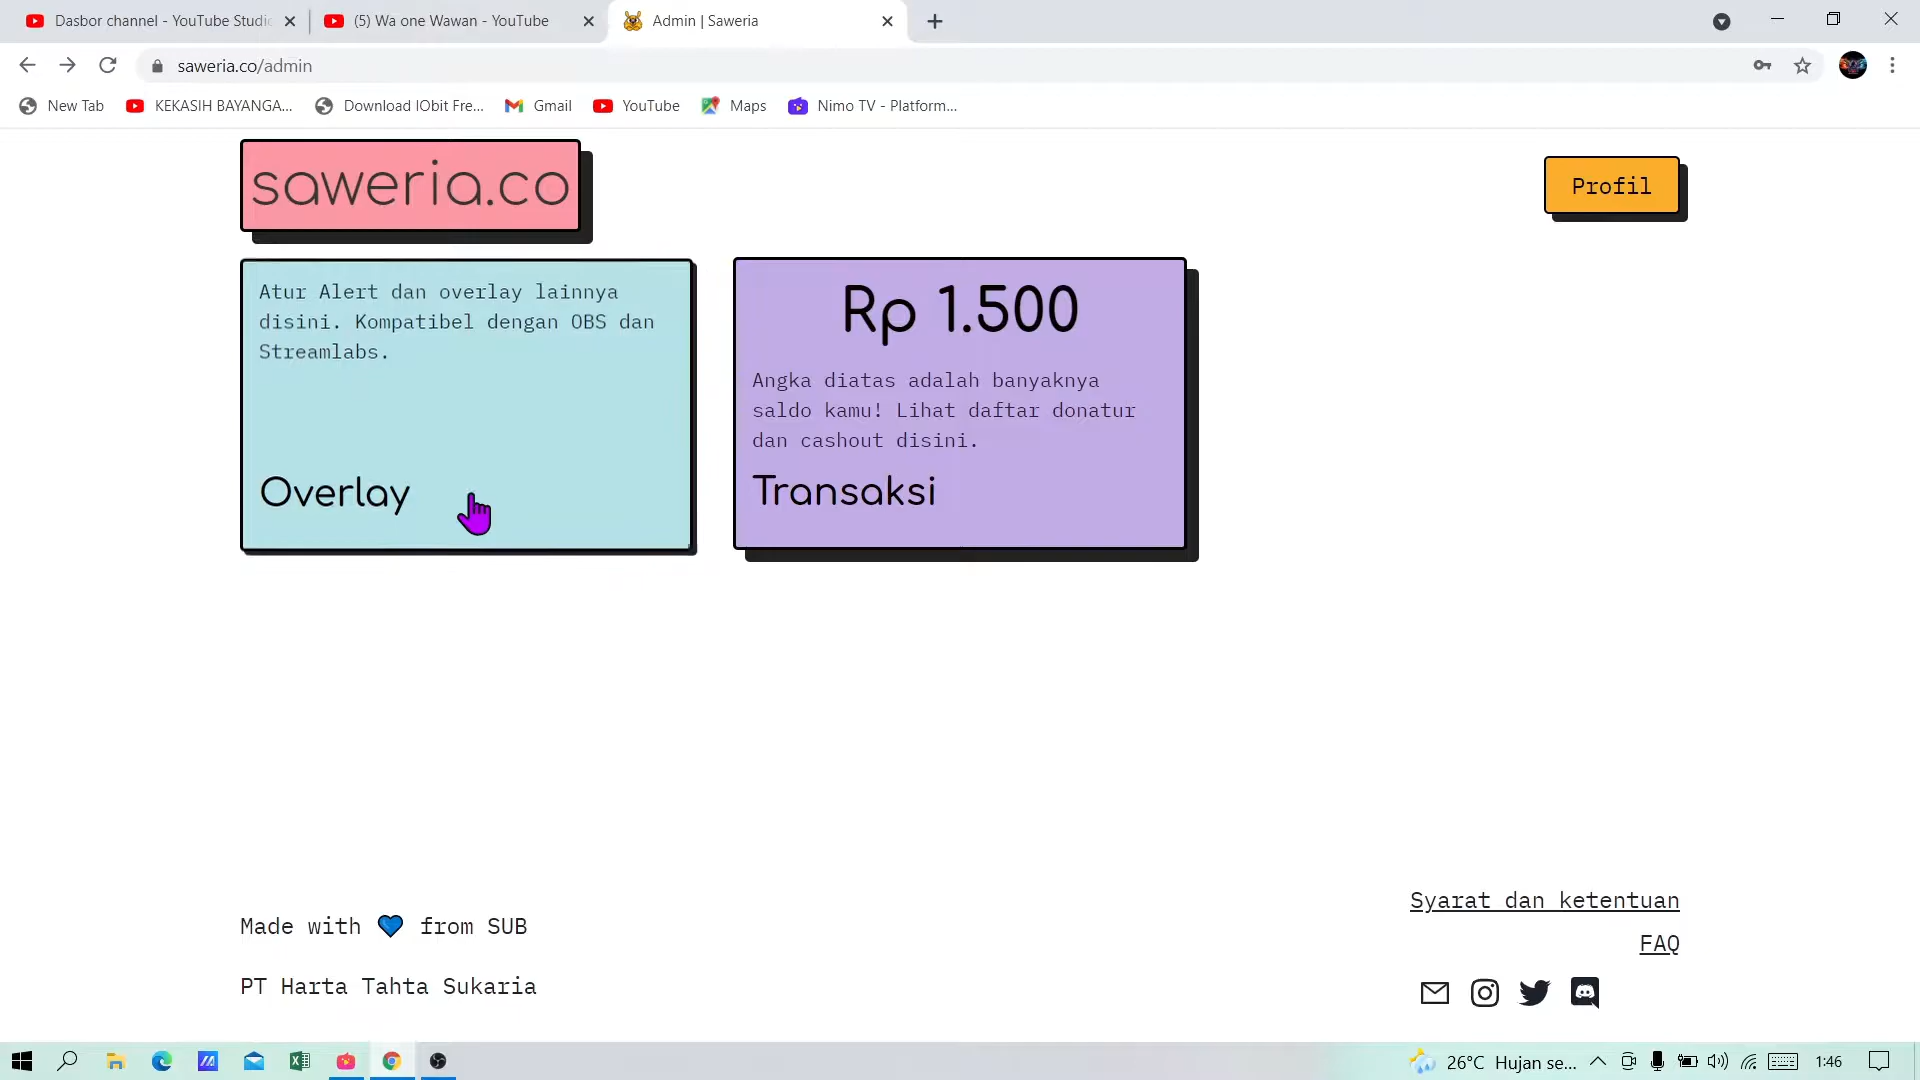 Dasbor channel - YouTube Studio
(5) Wa one Wawan - YouTube
Admin | Saweria
saweria.co/admin
New Tab
KEKASIH BAYANGA...
Download IObit Fre...
Gmail
YouTube
Maps
Nimo TV - Platform...
saweria.co
Profil
Atur Alert dan overlay lainnya
disini. Kompatibel dengan OBS dan
Streamlabs.
Overlay
Rp 1.500
Angka diatas adalah banyaknya
saldo kamu! Lihat daftar donatur
dan cashout disini.
Transaksi
Syarat dan ketentuan
Made with 💙 from SUB
FAQ
PT Harta Tahta Sukaria
26°C Hujan se...
1:46